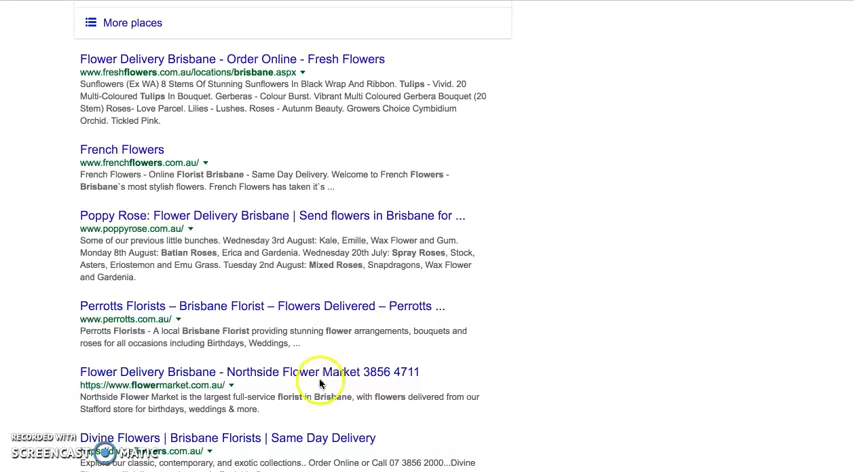 More places
Flower Delivery Brisbane - Order Online - Fresh Flowers
www.freshflowers.com.au/locations/brisbane.aspx
Sunflowers (Ex WA) 8 Stems Of Stunning Sunflowers In Black Wrap And Ribbon. Tulips - Vivid. 20
Multi-Coloured Tulips In Bouquet. Gerberas - Colour Burst. Vibrant Multi Coloured Gerbera Bouquet (20
Stem) Roses- Love Parcel. Lilies - Lushes. Roses - Autunm Beauty. Growers Choice Cymbidium
Orchid. Tickled Pink.
French Flowers
www.frenchflowers.com.au/
French Flowers - Online Florist Brisbane - Same Day Delivery. Welcome to French Flowers -
Brisbane`s most stylish flowers. French Flowers has taken it`s ...
Poppy Rose: Flower Delivery Brisbane | Send flowers in Brisbane for ...
www.poppyrose.com.au/
Some of our previous little bunches. Wednesday 3rd August: Kale, Emille, Wax Flower and Gum.
Monday 8th August: Batian Roses, Erica and Gardenia. Wednesday 20th July: Spray Roses, Stock,
Asters, Eriostemon and Emu Grass. Tuesday 2nd August: Mixed Roses, Snapdragons, Wax Flower
and Gardenia.
Perrotts Florists – Brisbane Florist – Flowers Delivered – Perrotts ...
www.perrotts.com.au/
Perrotts Florists - A local Brisbane Florist providing stunning flower arrangements, bouquets and
roses for all occasions including Birthdays, Weddings, ...
Flower Delivery Brisbane - Northside Flower Market 3856 4711
https://www.flowermarket.com.au/
Northside Flower Market is the largest full-service florist in Brisbane, with flowers delivered from our
Stafford store for birthdays, weddings & more.
Divine Flowers | Brisbane Florists | Same Day Delivery
RECORDED WITH
SCREENCAST MATIC
Explore our classic, contemporary, and exotic collections.. Order Online or Call 07 3856 2000...Divine